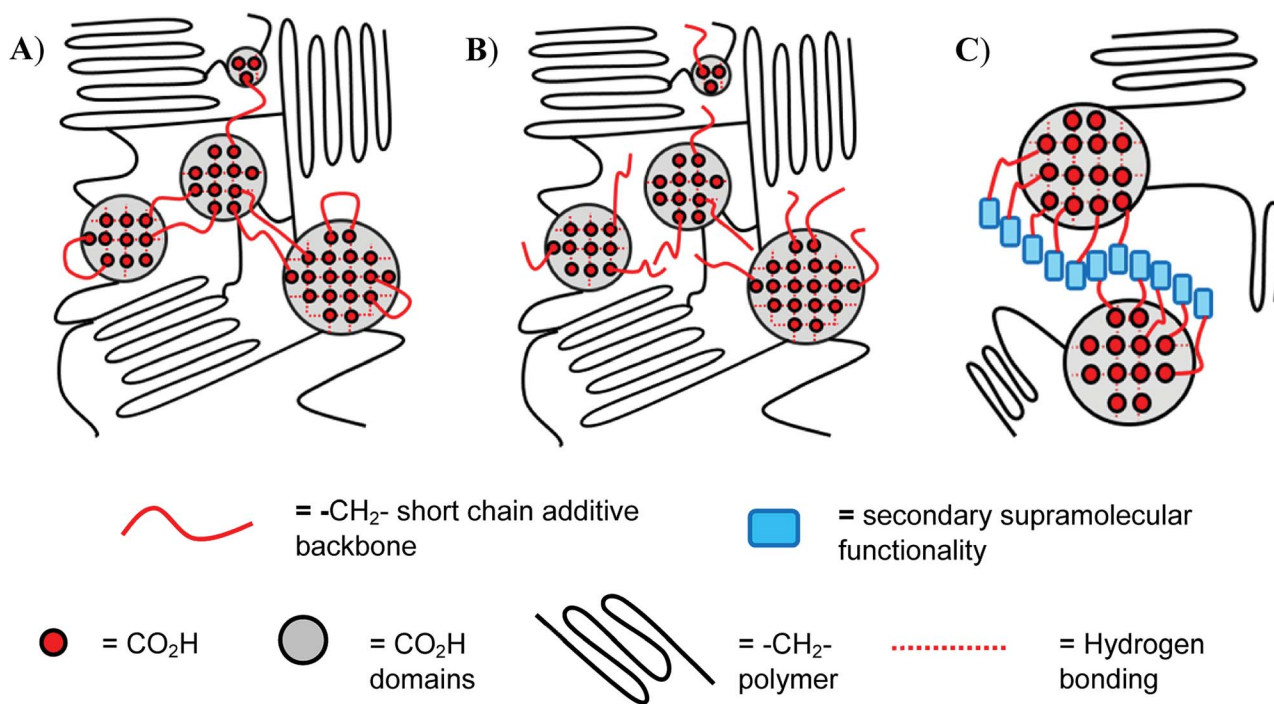 A) B) C)
= -CH₂- short chain additive
backbone
= secondary supramolecular
functionality
= CO₂H
= CO₂H
domains
= -CH₂-
polymer
= Hydrogen
bonding